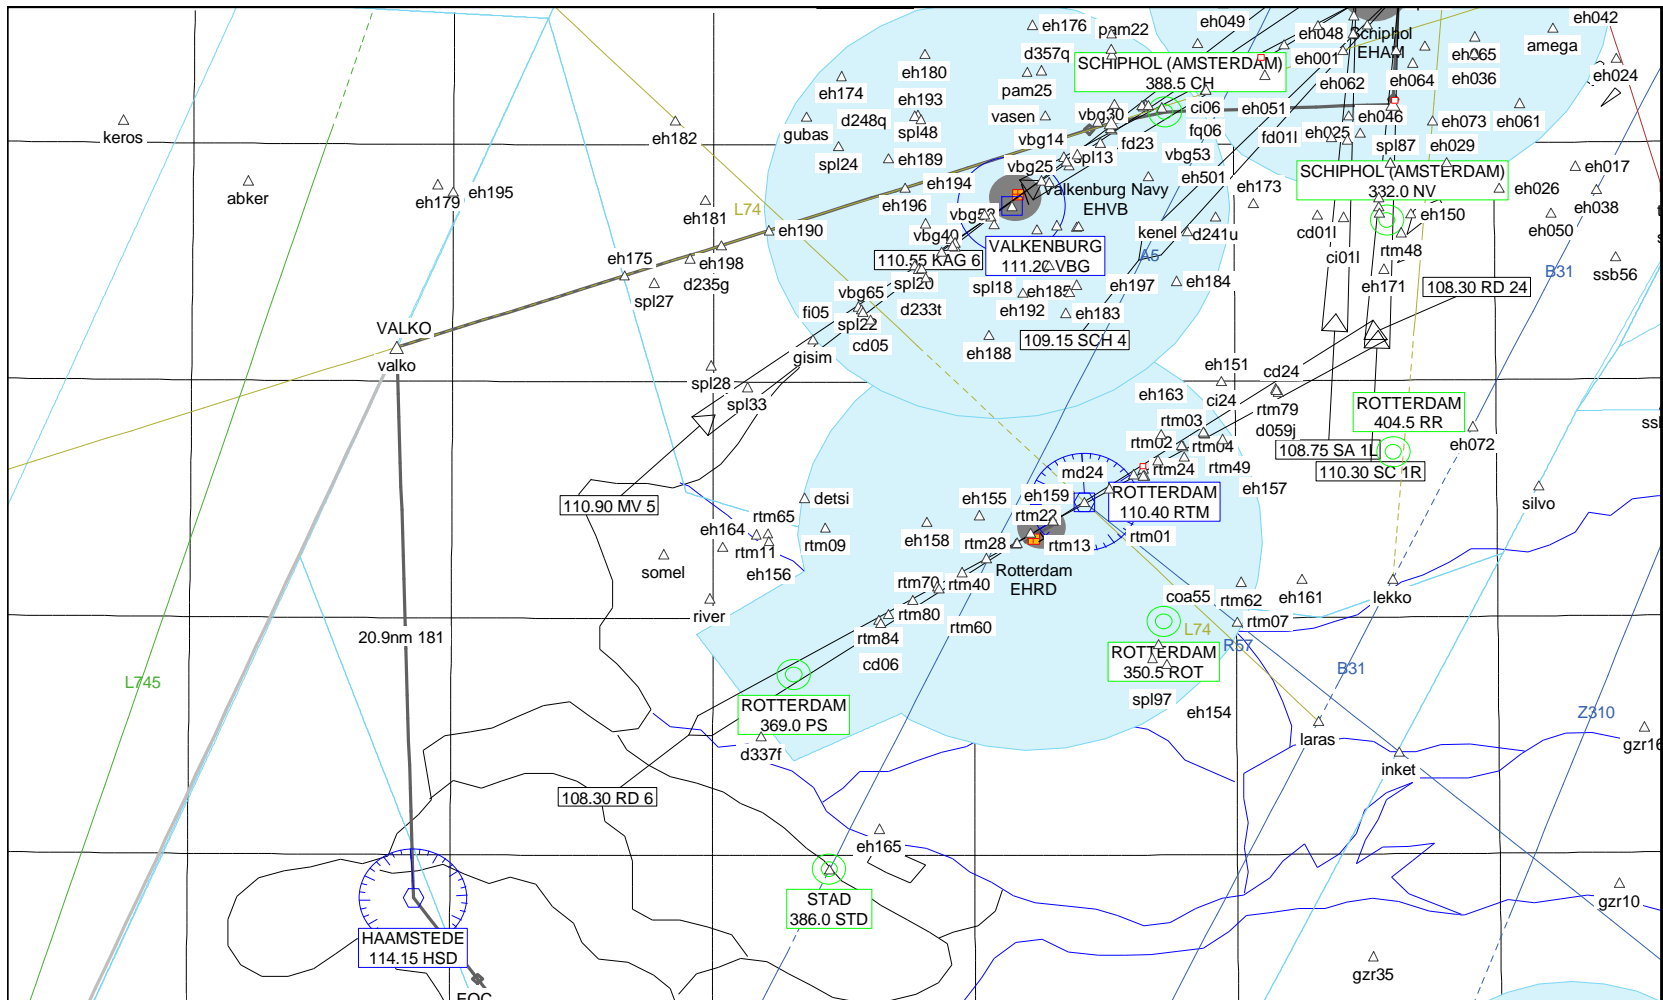 eh176
pam22
eh049
eh042
amega
eh048
Schiphol
EHAM
eh001
eh065
d357q
eh180
SCHIPHOL (AMSTERDAM)
388.5 CH
eh024
eh064
eh036
eh062
eh174
pam25
eh193
d248q
spl48
vasen
vbg30
ci06
eh051
eh046
eh073
eh061
keros
eh182
gubas
fq06
fd01l
eh025
vbg14
fd23
spl24
eh189
vbg25
spl13
vbg53
spl87
eh029
eh017
SCHIPHOL (AMSTERDAM)
332.0 NV
abker
eh179
eh195
eh194
Valkenburg Navy
EHVB
eh501
eh173
eh026
eh038
eh181
L74
eh196
eh150
eh190
vbg40
kenel
d241u
cd01l
eh050
VALKENBURG
111.20 VBG
rtm48
eh175
eh198
110.55 KAG 6
A5
ci01l
B31
ssb56
d235g
spl27
spl20
spl18
eh197
eh184
eh171
108.30 RD 24
vbg65
fi05
d233t
eh192
eh183
VALKO
spl22
cd05
109.15 SCH 4
gisim
eh188
valko
eh151
cd24
spl28
eh163
ci24
spl33
rtm79
ROTTERDAM
404.5 RR
rtm03
d059j
rtm02
rtm04
eh072
108.75 SA 1L
md24
rtm24
rtm49
110.30 SC 1R
110.90 MV 5
detsi
eh155
eh159
ROTTERDAM
110.40 RTM
eh157
silvo
rtm65
rtm22
eh164
rtm11
rtm09
eh158
rtm28
rtm13
rtm01
somel
eh156
Rotterdam
EHRD
rtm70
rtm40
coa55
rtm62
eh161
lekko
river
rtm80
rtm60
rtm84
L74
rtm07
20.9nm 181
R57
cd06
ROTTERDAM
350.5 ROT
B31
L745
spl97
eh154
ROTTERDAM
369.0 PS
Z310
laras
d337f
gzr16
inket
108.30 RD 6
eh165
STAD
386.0 STD
gzr10
HAAMSTEDE
114.15 HSD
gzr35